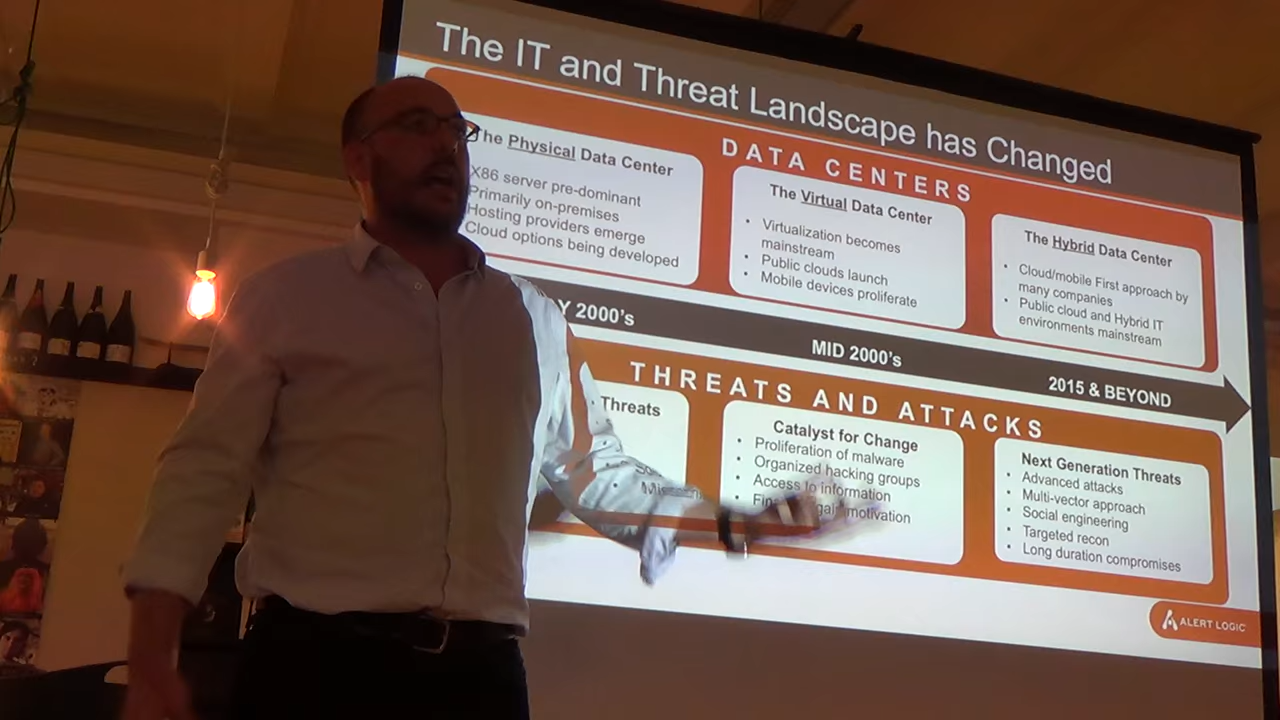 The IT and Threat Landscape has Changed
DATA CENTERS
The Physical Data Center
X86 server pre-dominant
Primarily on-premises
Hosting providers emerge
Cloud options being developed
The Virtual Data Center
• Virtualization becomes
mainstream
• Public clouds launch
• Mobile devices proliferate
The Hybrid Data Center
• Cloud/mobile First approach by
many companies
• Public cloud and Hybrid IT
environments mainstream
Y 2000's
MID 2000's
2015 & BEYOND
THREATS AND ATTACKS
Threats
Catalyst for Change
• Proliferation of malware
• Organized hacking groups
• Access to information
• motivation
Next Generation Threats
• Advanced attacks
• Multi-vector approach
• Social engineering
• Targeted recon
• Long duration compromises
ALERT LOGIC